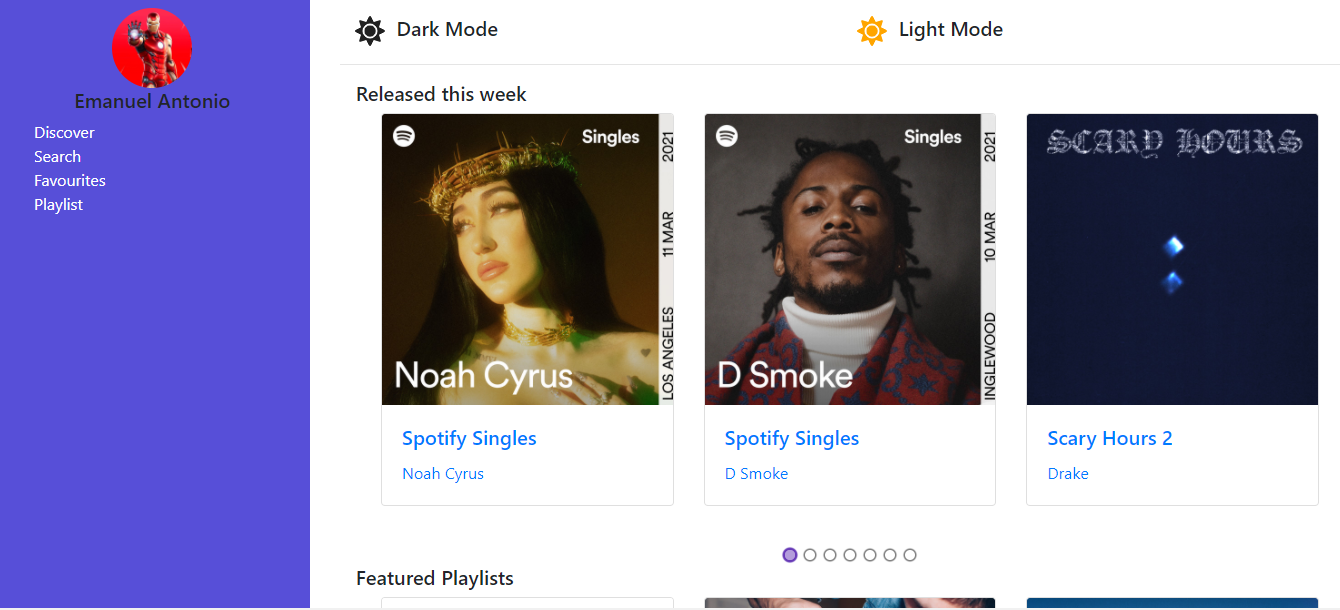 Emanuel Antonio
Discover
Search
Favourites
Playlist
Dark Mode
Light Mode
Released this week
Singles
2021
11 MAR
LOS ANGELES
Noah Cyrus
Spotify Singles
Noah Cyrus
Singles
2021
10 MAR
INGLEWOOD
D Smoke
Spotify Singles
D Smoke
SCARY HOURS
Scary Hours 2
Drake
Featured Playlists